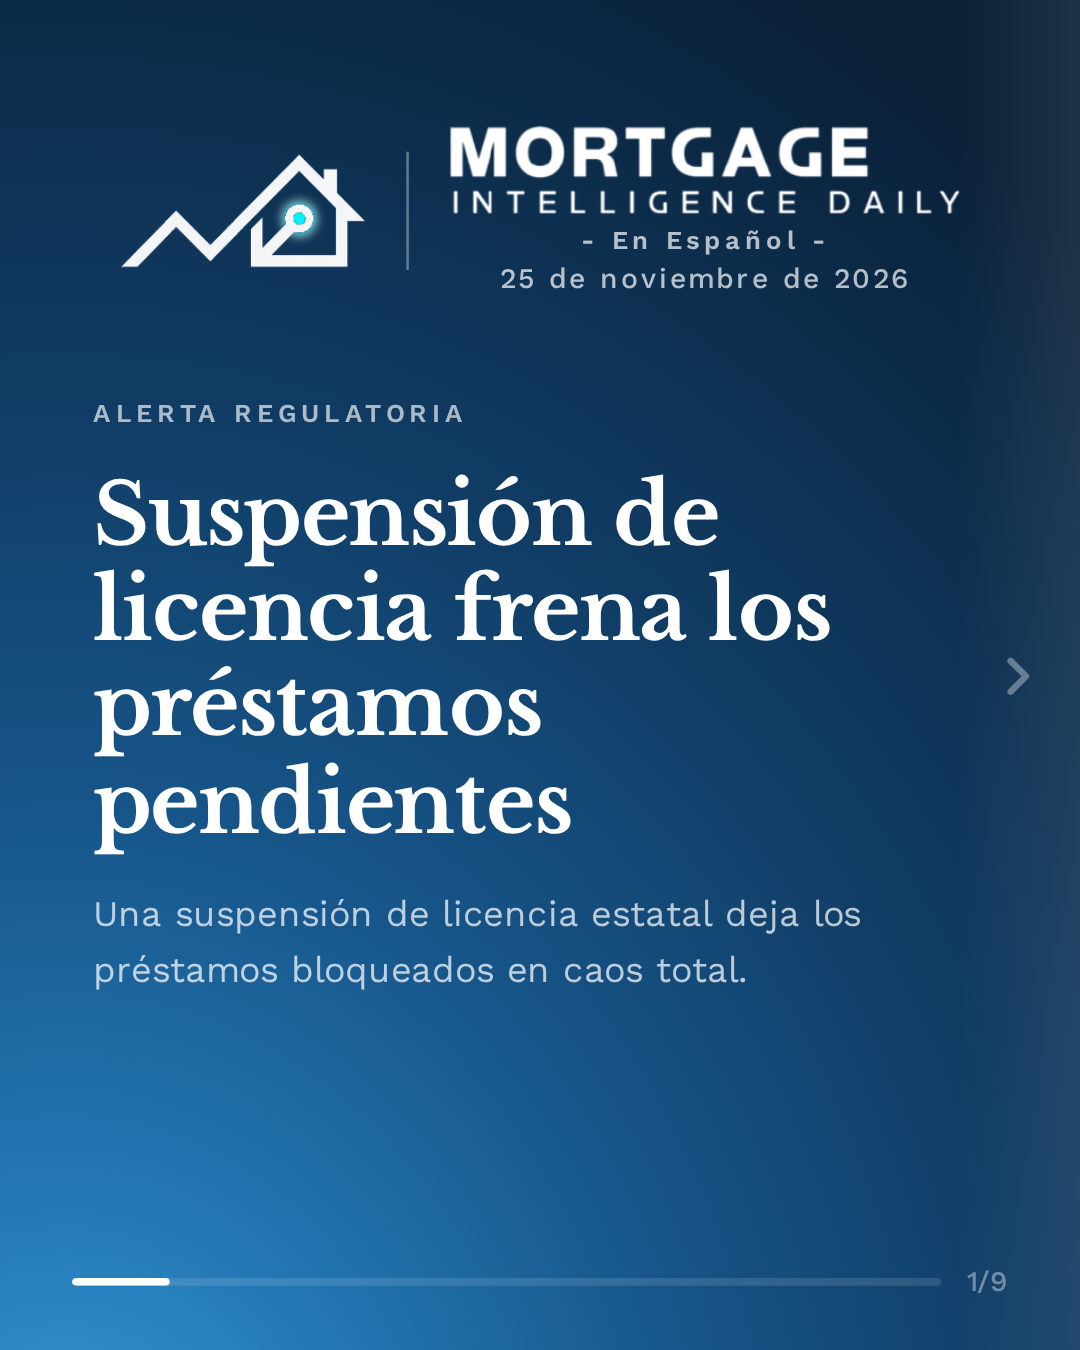 MORTGAGE
INTELLIGENCE DAILY
- En Español -
25 de noviembre de 2026
ALERTA REGULATORIA
Suspensión de
licencia frena los
préstamos
pendientes
Una suspensión de licencia estatal deja los
préstamos bloqueados en caos total.
1/9